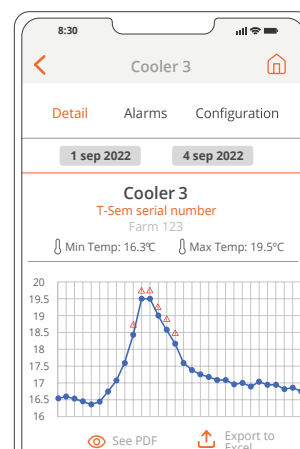 8:30
Cooler 3
Detail Alarms Configuration
1 sep 2022 4 sep 2022
Cooler 3
T-Sem serial number
Farm 123
Min Temp: 16.3ºC Max Temp: 19.5ºC
20
19.5
19
18.5
18
17.5
17
16.5
16
See PDF Export to
Excel